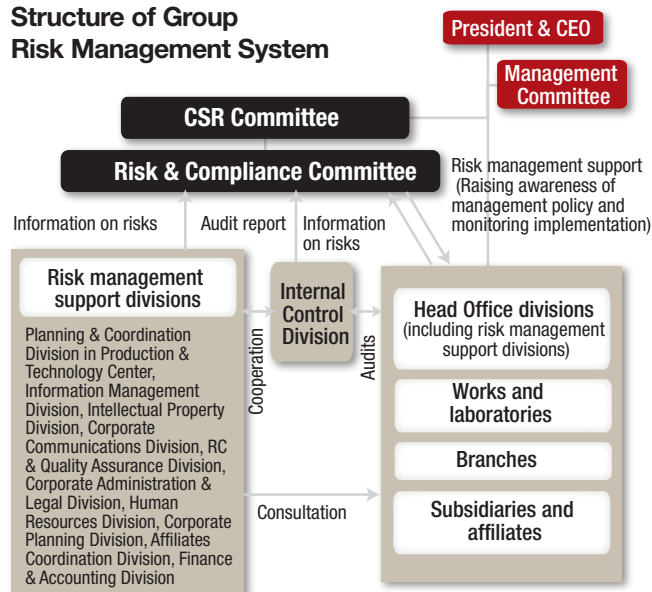 Structure of Group
Risk Management System
President & CEO
Management
Committee
CSR Committee
Risk & Compliance Committee
Risk management support
(Raising awareness of
management policy and
monitoring implementation)
Information on risks
Audit report
Information
on risks
Risk management
support divisions
Planning & Coordination
Division in Production &
Technology Center,
Information Management
Division, Intellectual Property
Division, Corporate
Communications Division, RC
& Quality Assurance Division,
Corporate Administration &
Legal Division, Human
Resources Division, Corporate
Planning Division, Affiliates
Coordination Division, Finance
& Accounting Division
Cooperation
Internal
Control
Division
Audits
Consultation
Head Office divisions
(including risk management
support divisions)
Works and
laboratories
Branches
Subsidiaries and
affiliates